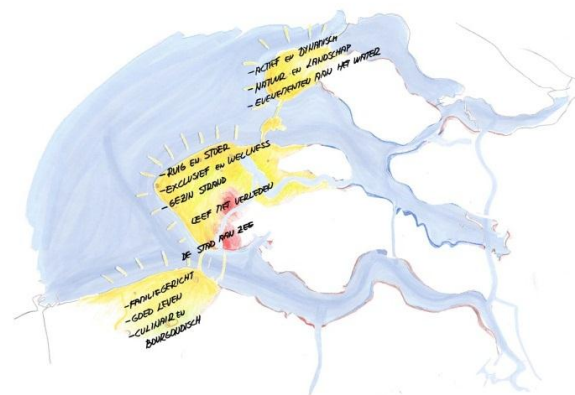 - ACTIEF EN DYNAMISCH
- NATUUR EN LANDSCHAP
- EVENEMENTEN AAN HET WATER
- RUIG EN STOER
- EXCLUSIEF EN WELLNESS
- GEZIN STRAND
LEEF HET VERLEDEN
DE STAD AAN ZEE
- FAMILIEGERICHT
- GOED LEVEN
- CULINAIR EN
BOURGONDISCH